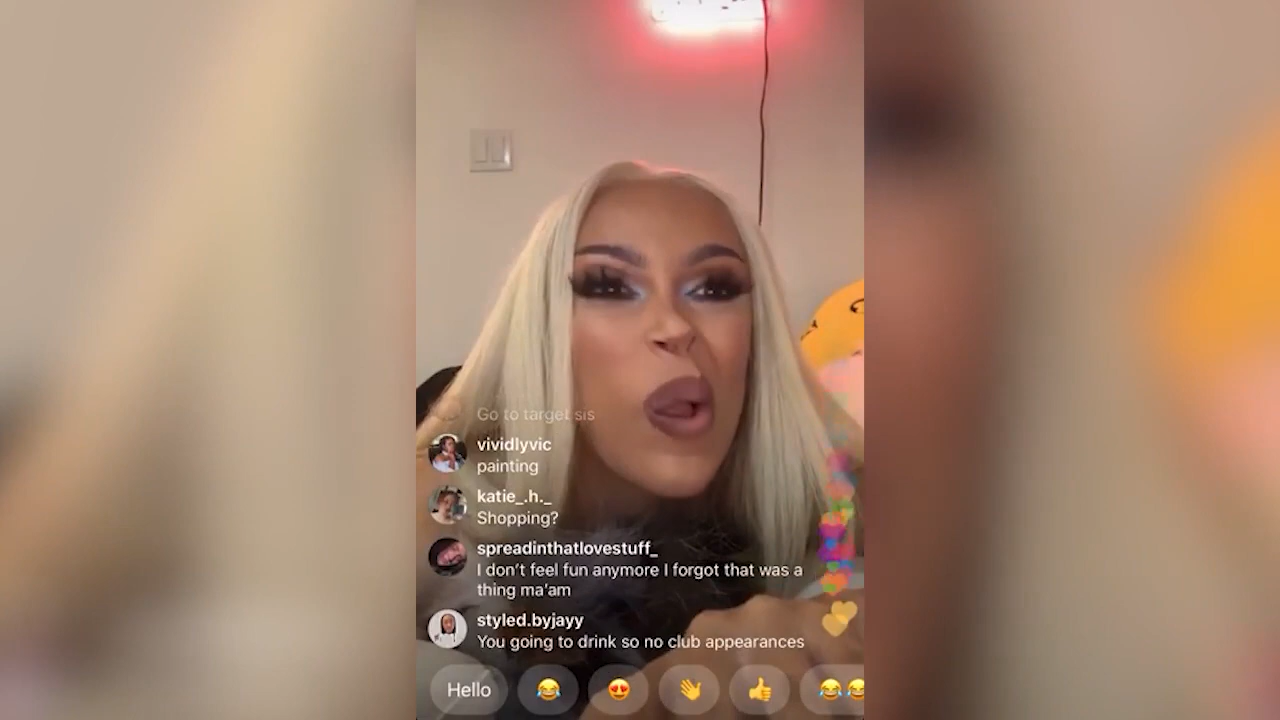 Go to target sis
vividlyvic
painting
katie_.h._
Shopping?
spreadinthatlovestuff_
I don't feel fun anymore I forgot that was a
thing ma'am
styled.byjayy
You going to drink so no club appearances
Hello